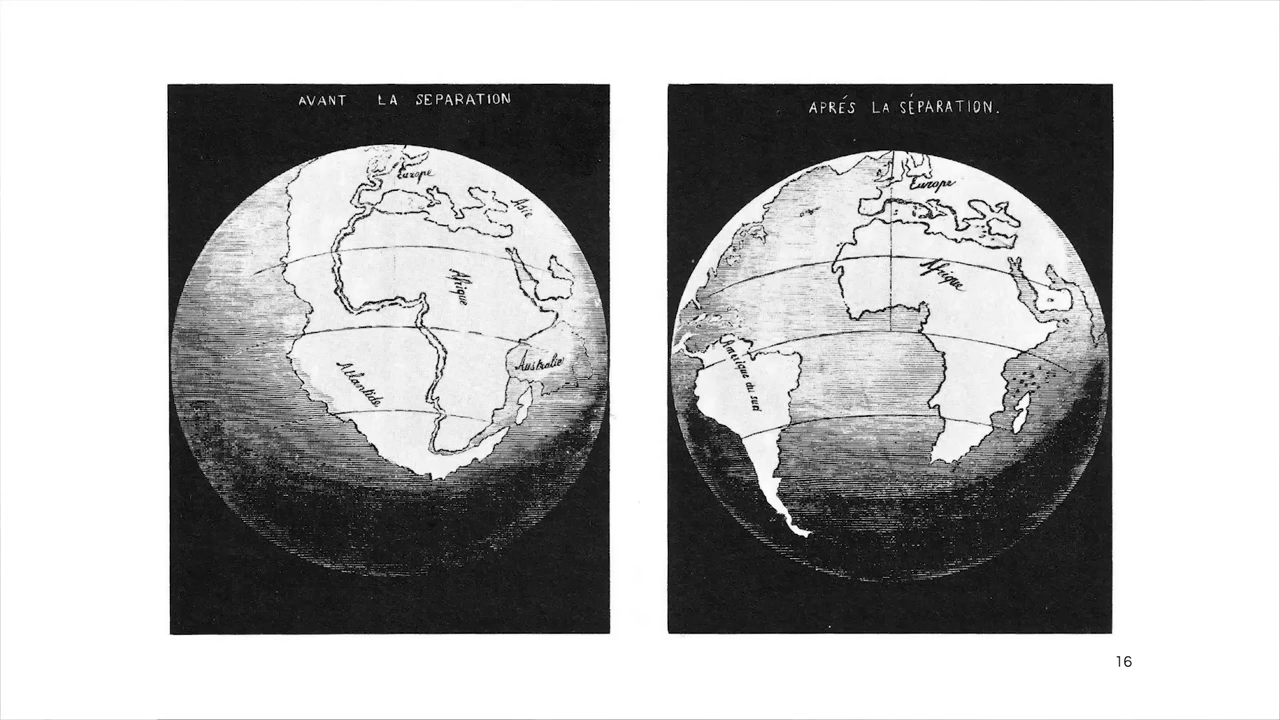 AVANT LA SEPARATION
Europe
Asie
Afrique
Australie
Atlantide
APRÉS LA SÉPARATION.
Europe
Afrique
Amérique du sud
16